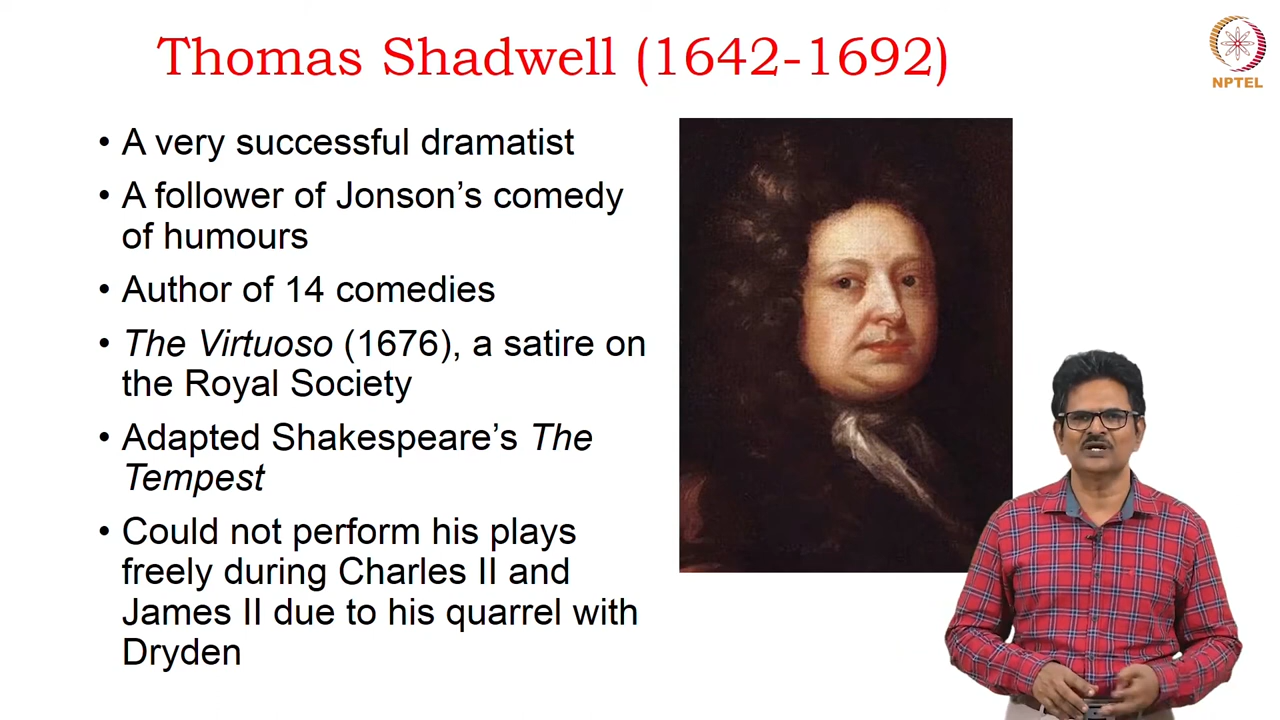 Thomas Shadwell (1642-1692)
NPTEL
• A very successful dramatist
• A follower of Jonson’s comedy
of humours
• Author of 14 comedies
• The Virtuoso (1676), a satire on
the Royal Society
• Adapted Shakespeare’s The
Tempest
• Could not perform his plays
freely during Charles II and
James II due to his quarrel with
Dryden